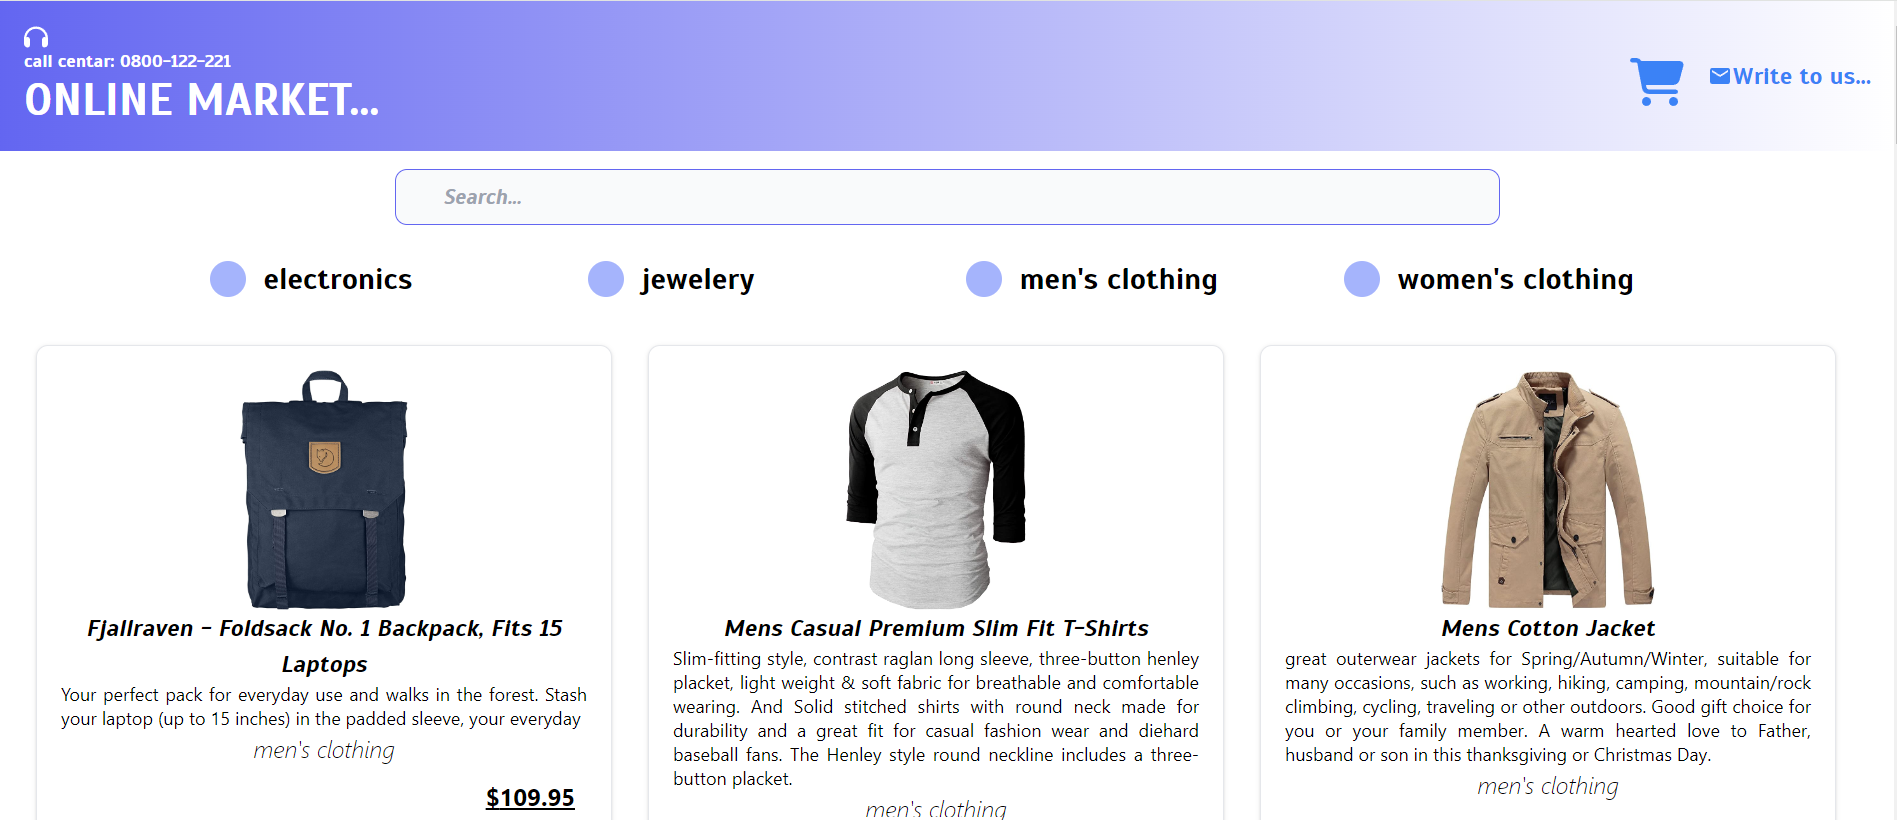 call centar: 0800-122-221
ONLINE MARKET...
Write to us...
Search...
electronics
jewelery
men's clothing
women's clothing
Fjallraven - Foldsack No. 1 Backpack, Fits 15
Laptops
Your perfect pack for everyday use and walks in the forest. Stash
your laptop (up to 15 inches) in the padded sleeve, your everyday
men's clothing
$109.95
Mens Casual Premium Slim Fit T-Shirts
Slim-fitting style, contrast raglan long sleeve, three-button henley
placket, light weight & soft fabric for breathable and comfortable
wearing. And Solid stitched shirts with round neck made for
durability and a great fit for casual fashion wear and diehard
baseball fans. The Henley style round neckline includes a three-
button placket.
men's clothing
Mens Cotton Jacket
great outerwear jackets for Spring/Autumn/Winter, suitable for
many occasions, such as working, hiking, camping, mountain/rock
climbing, cycling, traveling or other outdoors. Good gift choice for
you or your family member. A warm hearted love to Father,
husband or son in this thanksgiving or Christmas Day.
men's clothing